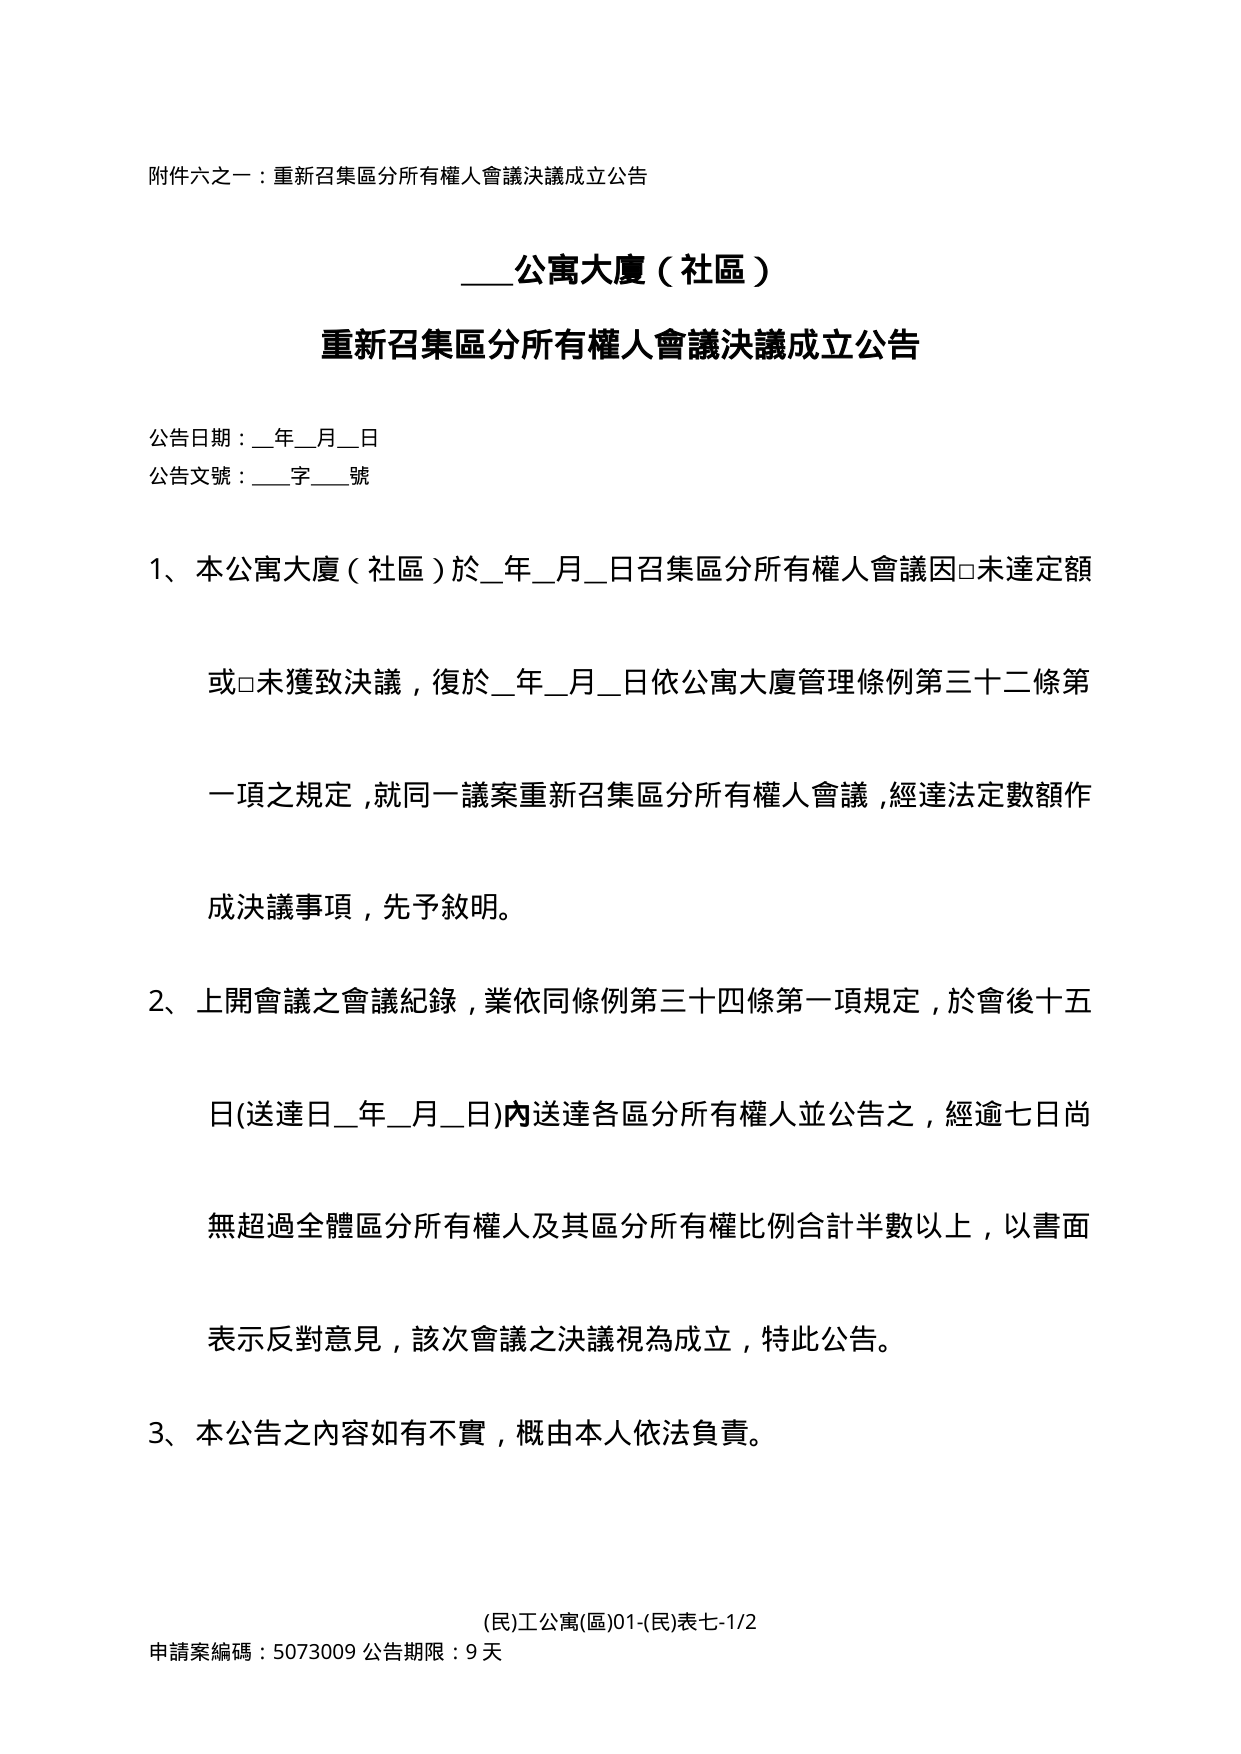 附件六之一：重新召集區分所有權人會議決議成立公告
___公寓大廈（社區）
重新召集區分所有權人會議決議成立公告
公告日期：__年__月__日
公告文號：____字____號
1、本公寓大廈（社區）於__年__月__日召集區分所有權人會議因□未達定額
或□未獲致決議，復於__年__月__日依公寓大廈管理條例第三十二條第
一項之規定，就同一議案重新召集區分所有權人會議，經達法定數額作
成決議事項，先予敘明。
2、上開會議之會議紀錄，業依同條例第三十四條第一項規定，於會後十五
日(送達日__年__月__日)內送達各區分所有權人並公告之，經逾七日尚
無超過全體區分所有權人及其區分所有權比例合計半數以上，以書面
表示反對意見，該次會議之決議視為成立，特此公告。
3、本公告之內容如有不實，概由本人依法負責。
(民)工公寓(區)01-(民)表七-1/2
申請案編碼：5073009 公告期限：9 天